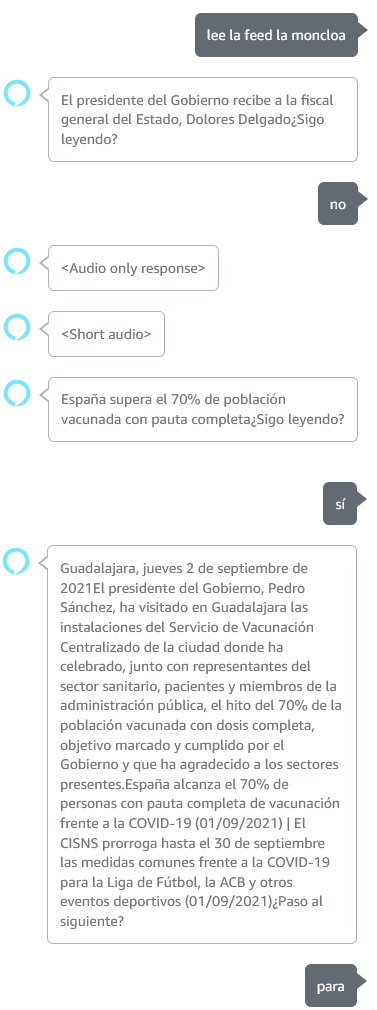 lee la feed la moncloa
El presidente del Gobierno recibe a la fiscal
general del Estado, Dolores Delgado¿Sigo
leyendo?
no
<Audio only response>
<Short audio>
España supera el 70% de población
vacunada con pauta completa¿Sigo leyendo?
sí
Guadalajara, jueves 2 de septiembre de
2021El presidente del Gobierno, Pedro
Sánchez, ha visitado en Guadalajara las
instalaciones del Servicio de Vacunación
Centralizado de la ciudad donde ha
celebrado, junto con representantes del
sector sanitario, pacientes y miembros de la
administración pública, el hito del 70% de la
población vacunada con dosis completa,
objetivo marcado y cumplido por el
Gobierno y que ha agradecido a los sectores
presentes.España alcanza el 70% de
personas con pauta completa de vacunación
frente a la COVID-19 (01/09/2021) | El
CISNS prorroga hasta el 30 de septiembre
las medidas comunes frente a la COVID-19
para la Liga de Fútbol, la ACB y otros
eventos deportivos (01/09/2021)¿Paso al
siguiente?
para